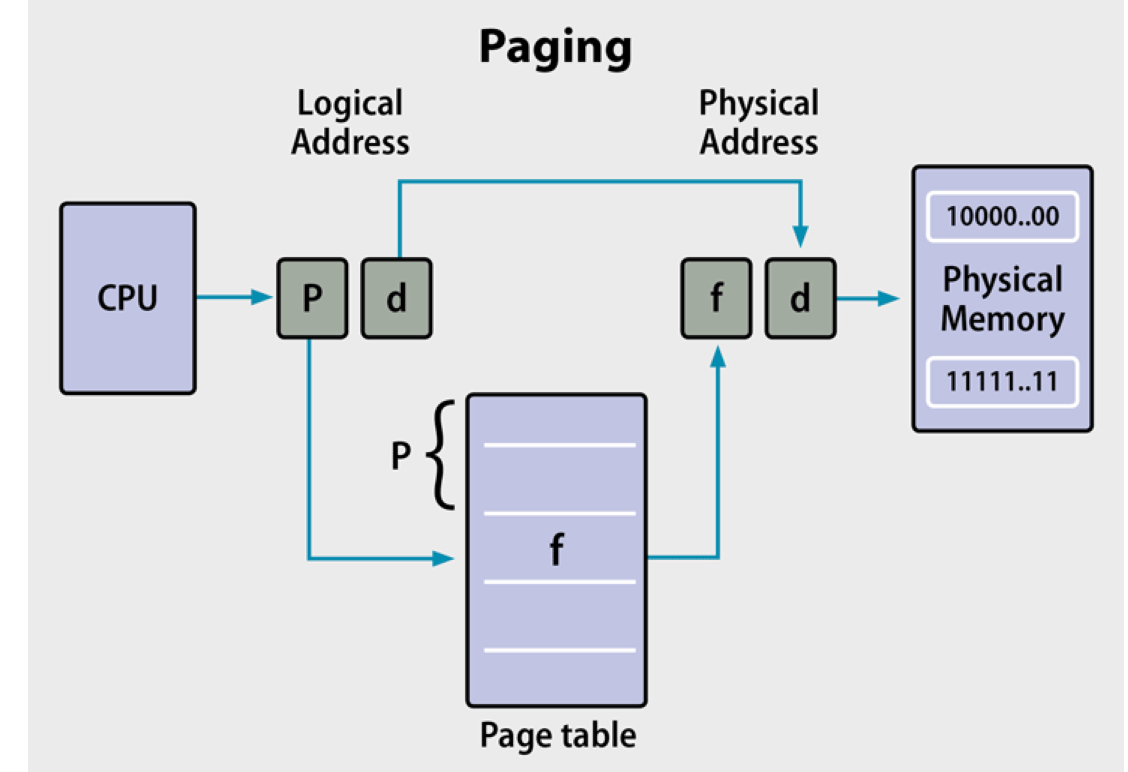 Paging
Logical
Address
Physical
Address
CPU
P
d
f
d
10000..00
Physical
Memory
11111..11
P
f
Page table